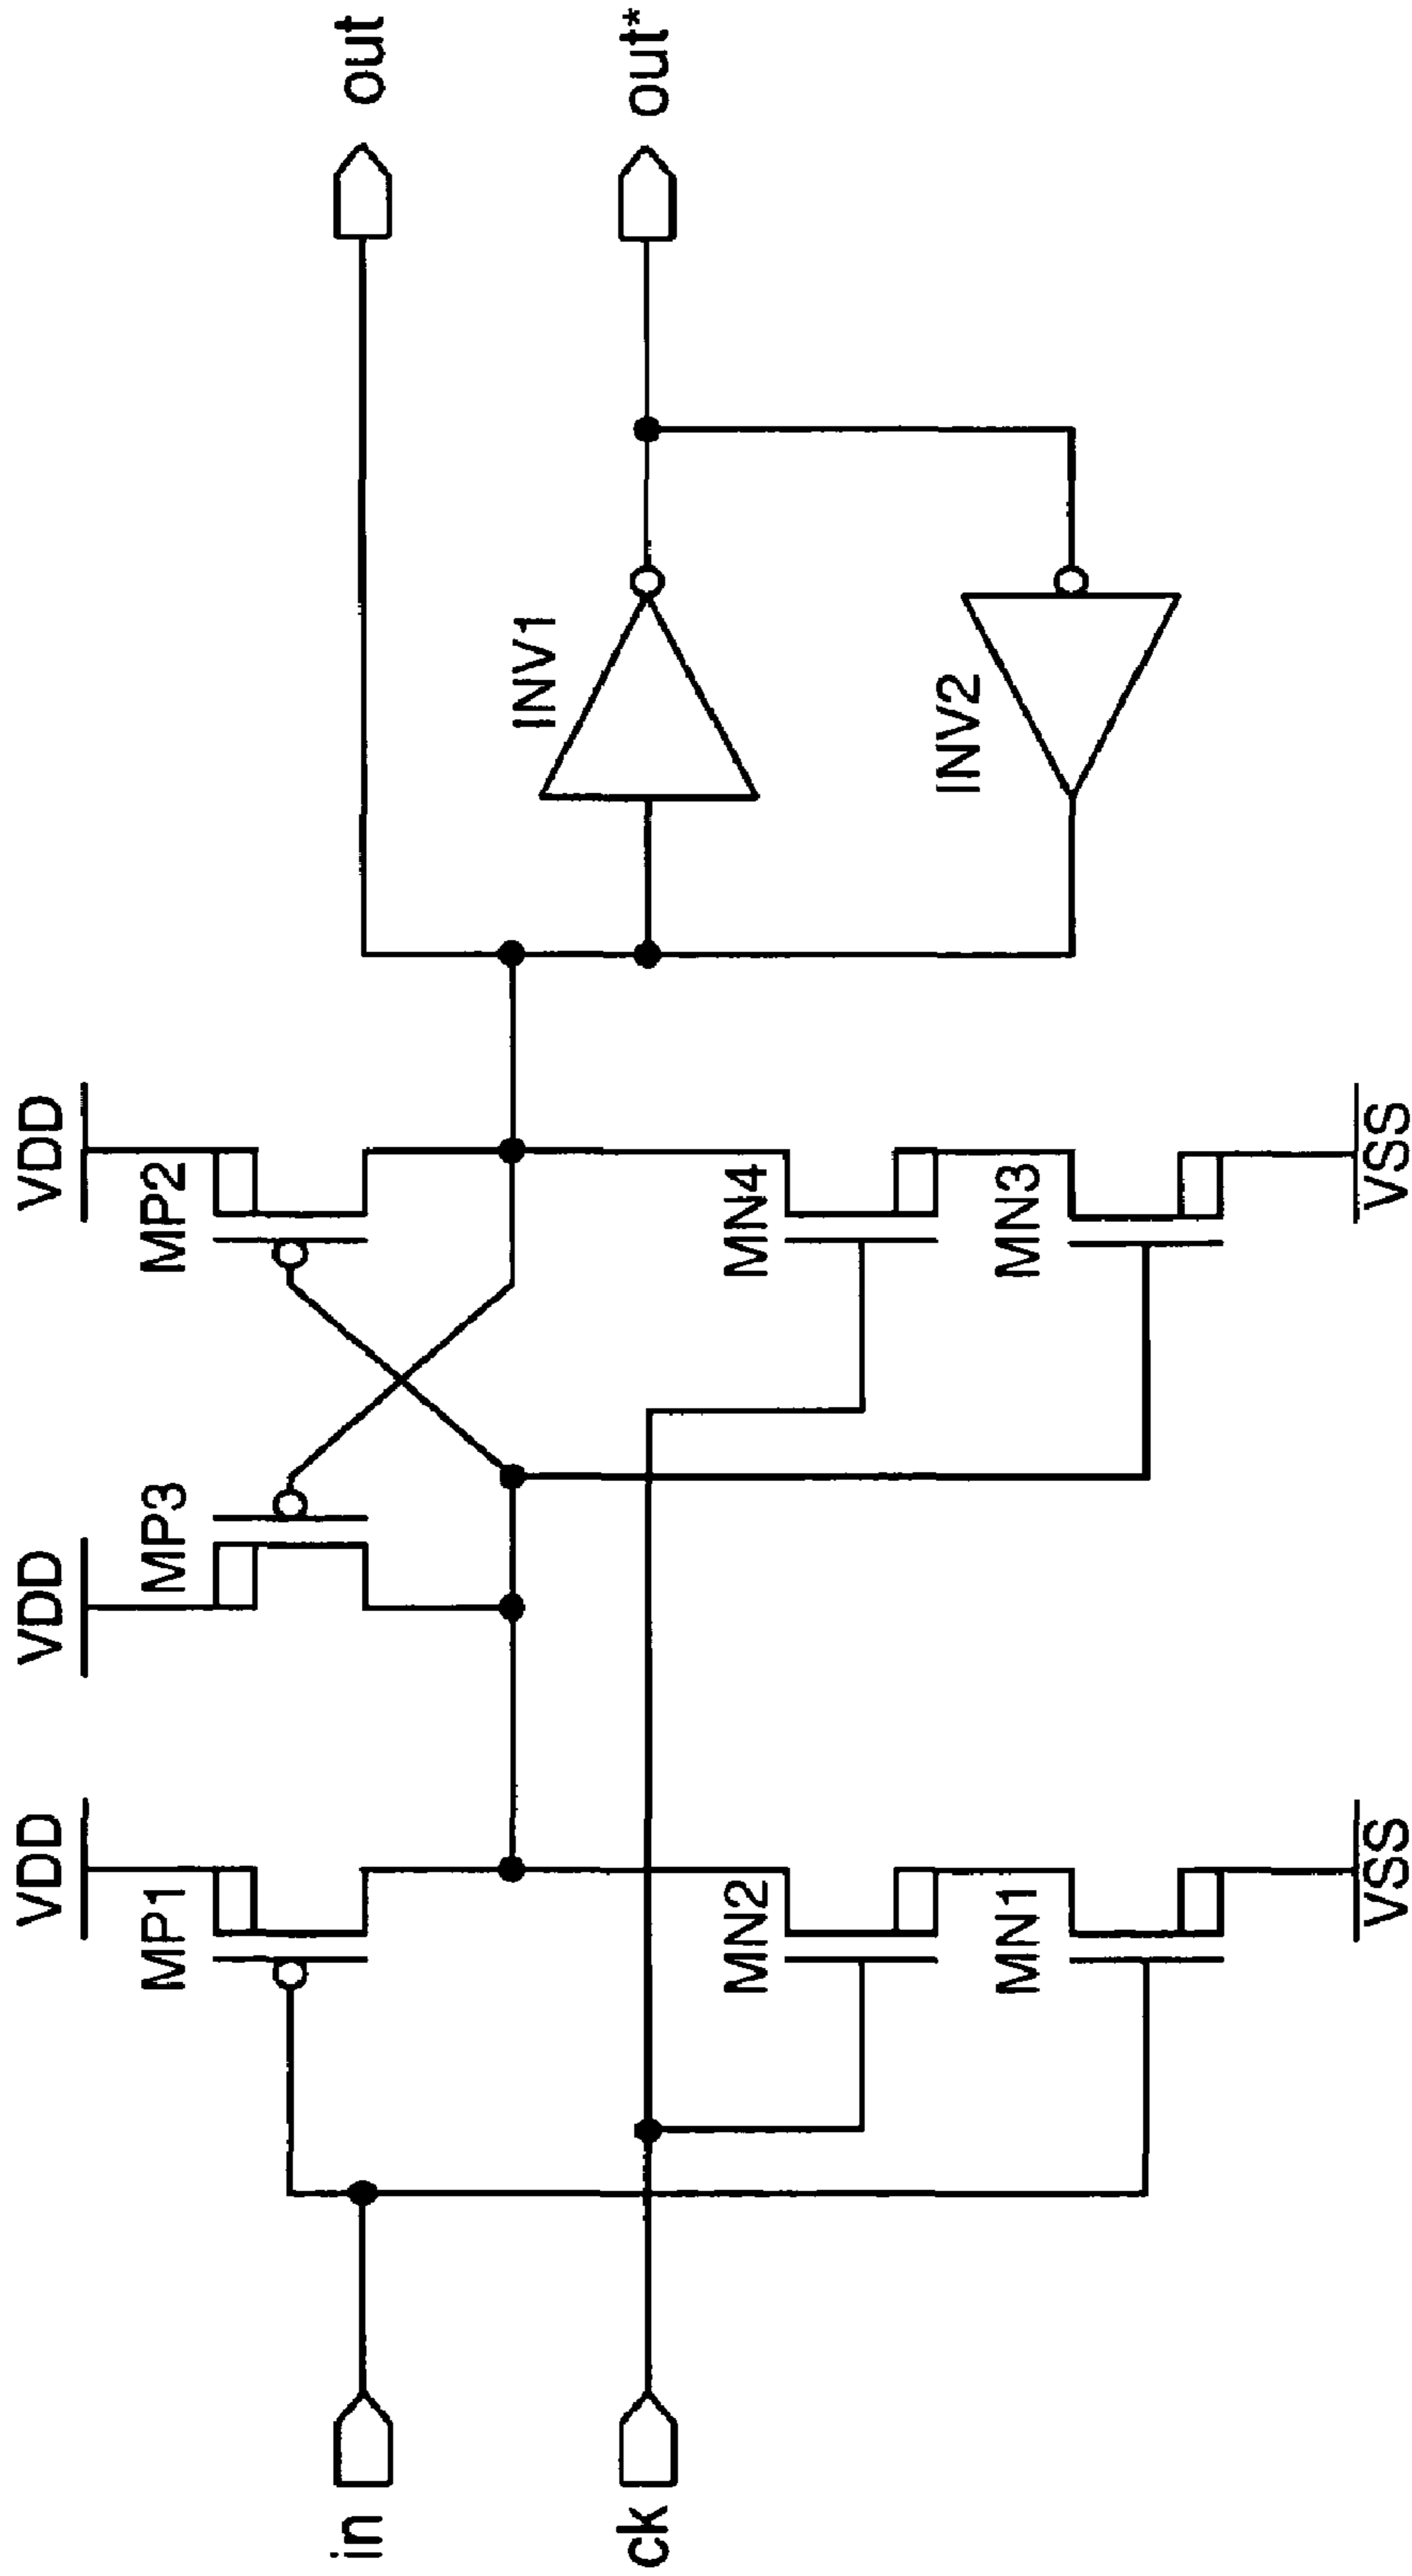 VDD
VDD
VDD
MP1
MP3
MP2
in
out
INV1
ck
out*
MN2
MN4
INV2
MN1
MN3
VSS
VSS